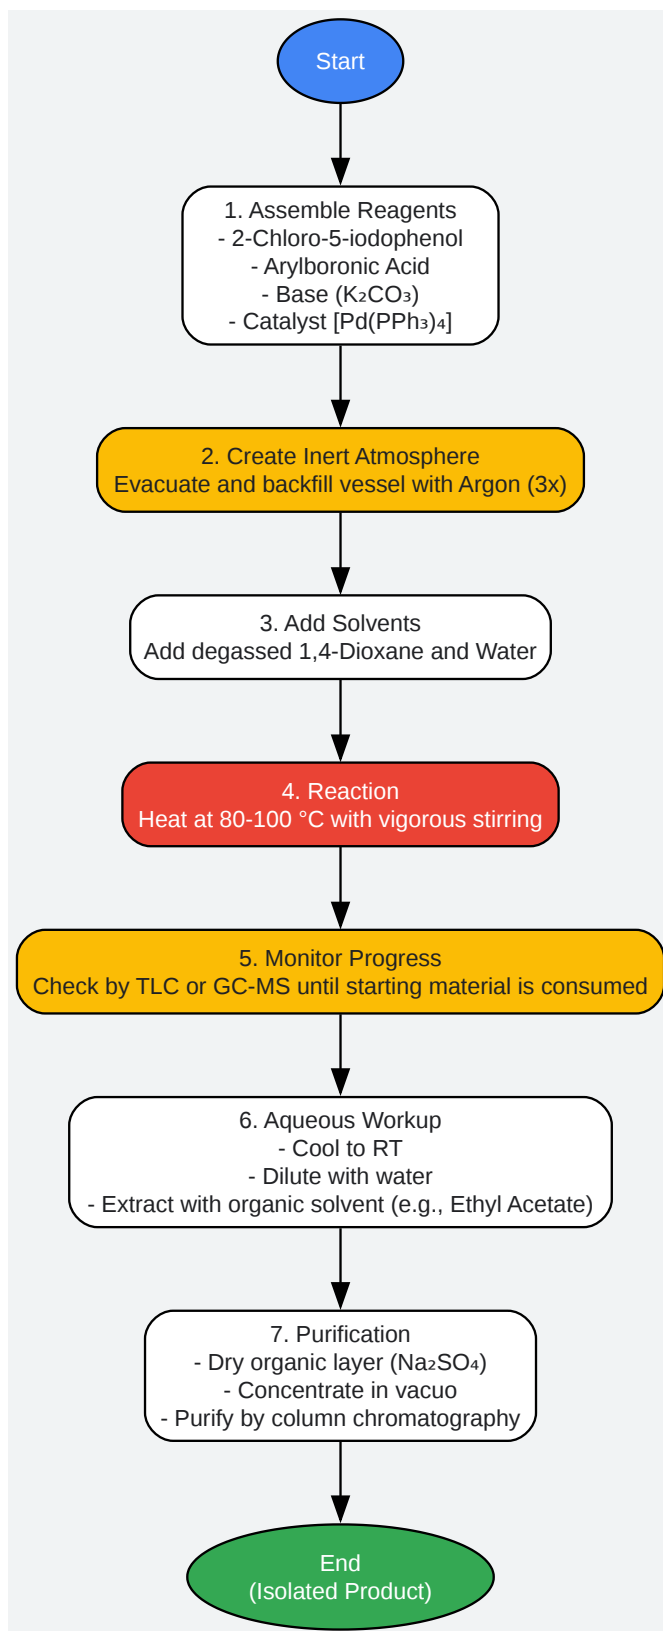 Start
1. Assemble Reagents
- 2-Chloro-5-iodophenol
- Arylboronic Acid
- Base (K₂CO₃)
- Catalyst [Pd(PPh₃)₄]
2. Create Inert Atmosphere
Evacuate and backfill vessel with Argon (3x)
3. Add Solvents
Add degassed 1,4-Dioxane and Water
4. Reaction
Heat at 80-100 °C with vigorous stirring
5. Monitor Progress
Check by TLC or GC-MS until starting material is consumed
6. Aqueous Workup
- Cool to RT
- Dilute with water
- Extract with organic solvent (e.g., Ethyl Acetate)
7. Purification
- Dry organic layer (Na₂SO₄)
- Concentrate in vacuo
- Purify by column chromatography
End
(Isolated Product)